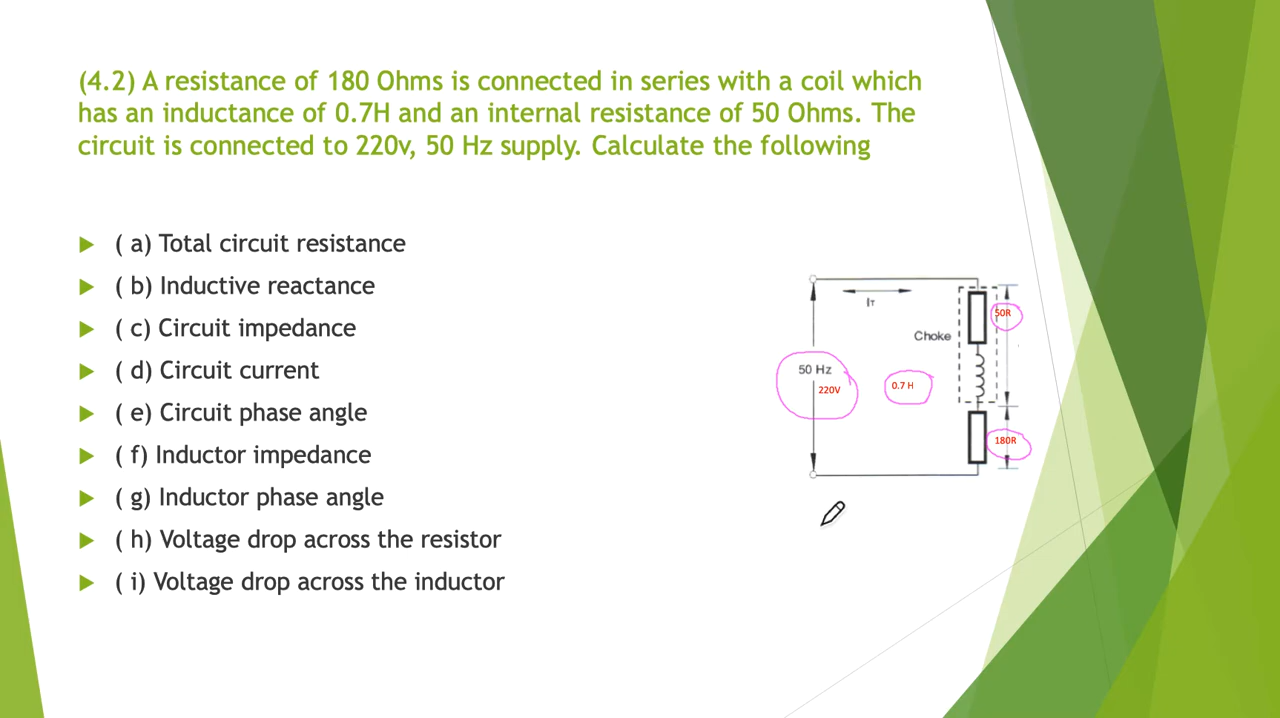 (4.2) A resistance of 180 Ohms is connected in series with a coil which
has an inductance of 0.7H and an internal resistance of 50 Ohms. The
circuit is connected to 220v, 50 Hz supply. Calculate the following
( a) Total circuit resistance
( b) Inductive reactance
( c) Circuit impedance
( d) Circuit current
( e) Circuit phase angle
( f) Inductor impedance
( g) Inductor phase angle
( h) Voltage drop across the resistor
( i) Voltage drop across the inductor
IT
50R
Choke
50 Hz
220V
0.7 H
180R